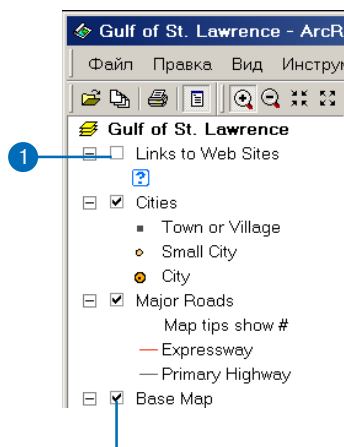 Gulf of St. Lawrence - ArcR
Файл Правка Вид Инструм
Gulf of St. Lawrence
1
Links to Web Sites
?
Cities
Town or Village
Small City
City
Major Roads
Map tips show #
Expressway
Primary Highway
Base Map